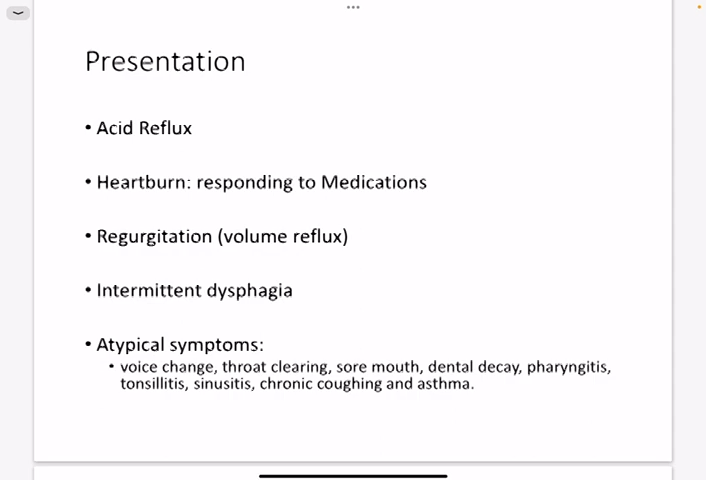 Presentation
• Acid Reflux
• Heartburn: responding to Medications
• Regurgitation (volume reflux)
• Intermittent dysphagia
• Atypical symptoms:
• voice change, throat clearing, sore mouth, dental decay, pharyngitis,
tonsillitis, sinusitis, chronic coughing and asthma.